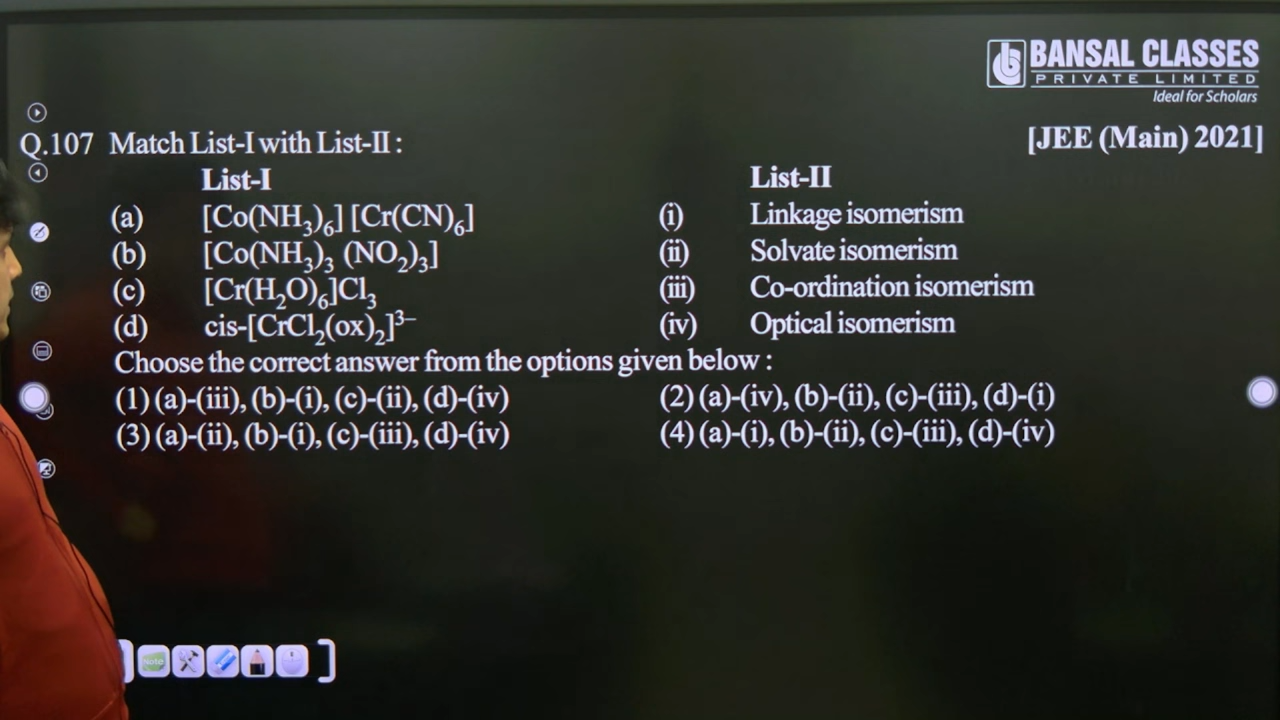 BANSAL CLASSES
PRIVATE LIMITED
Ideal for Scholars
Q.107 Match List-I with List-II : [JEE (Main) 2021]
List-I List-II
(a) [Co(NH₃)₆] [Cr(CN)₆] (i) Linkage isomerism
(b) [Co(NH₃)₃ (NO₂)₃] (ii) Solvate isomerism
(c) [Cr(H₂O)₆]Cl₃ (iii) Co-ordination isomerism
(d) cis-[CrCl₂(ox)₂]³⁻ (iv) Optical isomerism
Choose the correct answer from the options given below :
(1) (a)-(iii), (b)-(i), (c)-(ii), (d)-(iv) (2) (a)-(iv), (b)-(ii), (c)-(iii), (d)-(i)
(3) (a)-(ii), (b)-(i), (c)-(iii), (d)-(iv) (4) (a)-(i), (b)-(ii), (c)-(iii), (d)-(iv)
Note